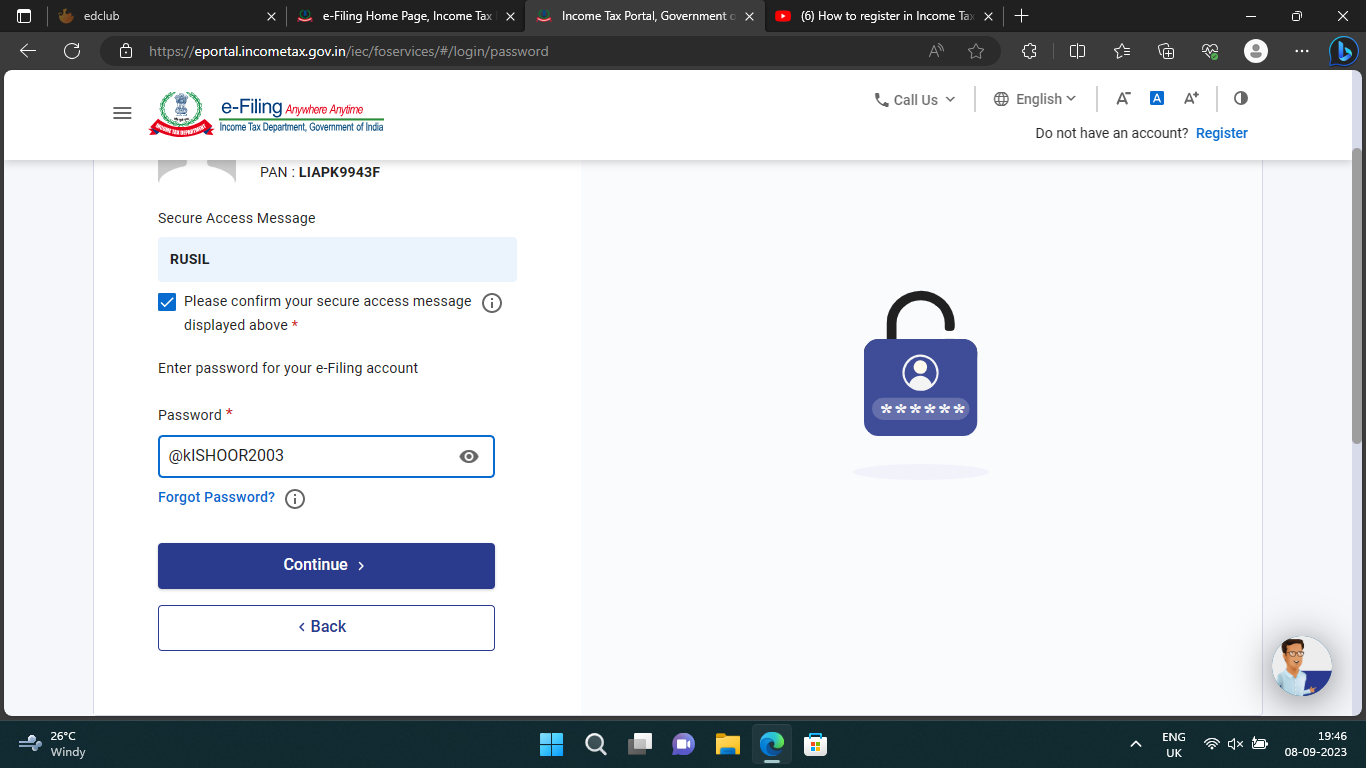 edclub
e-Filing Home Page, Income Tax
Income Tax Portal, Government o
(6) How to register in Income Tax
https://eportal.incometax.gov.in/iec/foservices/#/login/password
e-Filing Anywhere Anytime
Income Tax Department, Government of India
INCOME TAX DEPARTMENT
Call Us
English
A-
A
A+
Do not have an account? Register
PAN : LIAPK9943F
Secure Access Message
RUSIL
Please confirm your secure access message
displayed above *
Enter password for your e-Filing account
Password *
@kISHOOR2003
Forgot Password?
Continue >
< Back
******
26°C
Windy
ENG
UK
19:46
08-09-2023